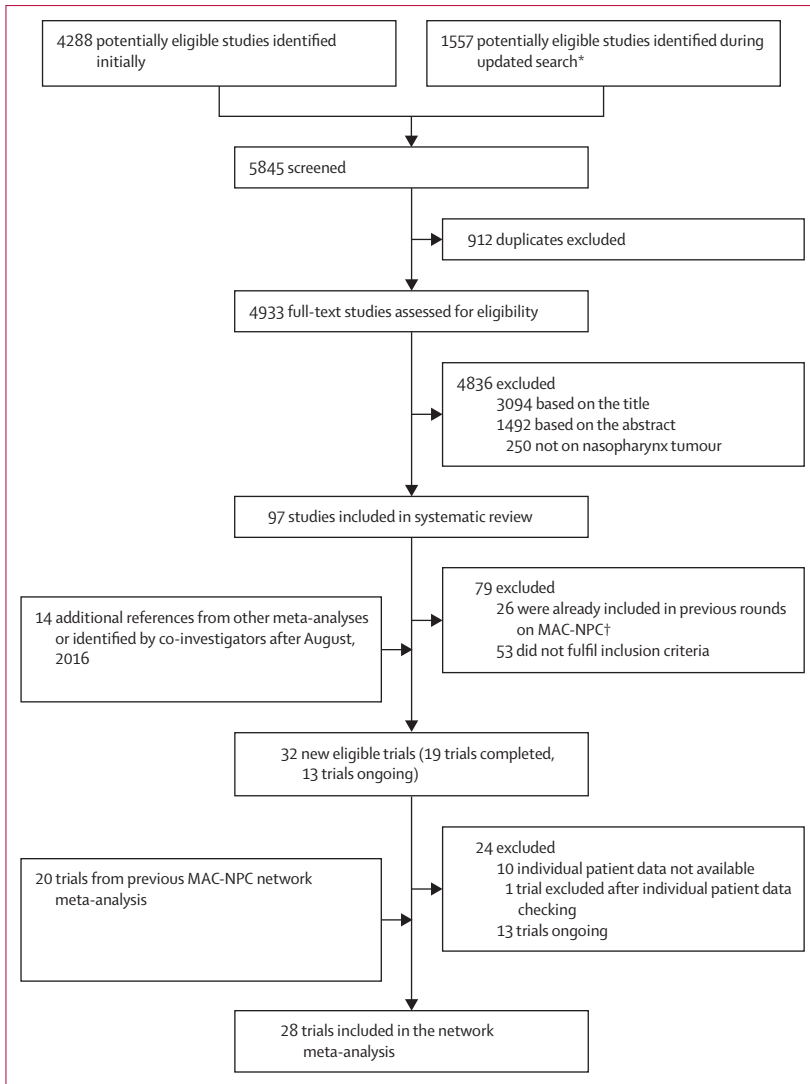 4288 potentially eligible studies identified
initially
1557 potentially eligible studies identified during
updated search*
5845 screened
912 duplicates excluded
4933 full-text studies assessed for eligibility
4836 excluded
3094 based on the title
1492 based on the abstract
250 not on nasopharynx tumour
97 studies included in systematic review
14 additional references from other meta-analyses
or identified by co-investigators after August,
2016
79 excluded
26 were already included in previous rounds
on MAC-NPC†
53 did not fulfil inclusion criteria
32 new eligible trials (19 trials completed,
13 trials ongoing)
20 trials from previous MAC-NPC network
meta-analysis
24 excluded
10 individual patient data not available
1 trial excluded after individual patient data
checking
13 trials ongoing
28 trials included in the network
meta-analysis